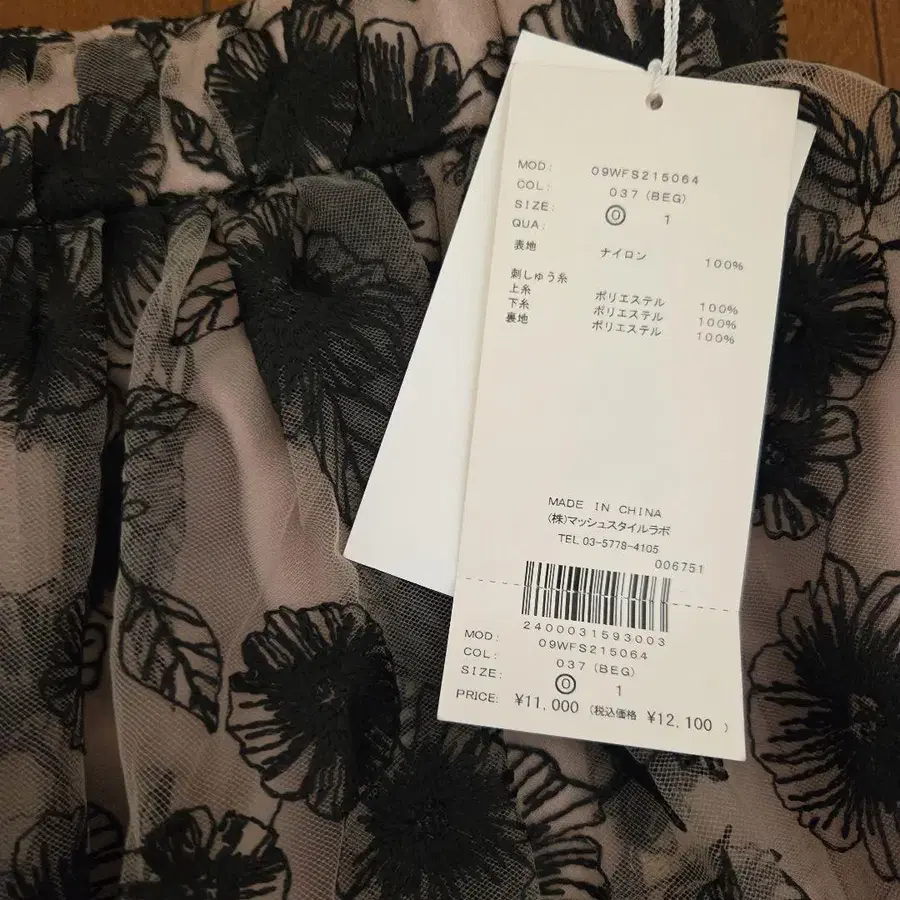 MOD: 09WFS215064
COL: 037 (BEG)
SIZE: 0 1
QUA:
表地 ナイロン 100%
刺しゅう糸
上糸 ポリエステル 100%
下糸 ポリエステル 100%
裏地 ポリエステル 100%
MADE IN CHINA
(株)マッシュスタイルラボ
TEL 03-5778-4105
006751
2400031593003
MOD: 09WFS215064
COL: 037 (BEG)
SIZE: 0 1
PRICE: ¥11,000 (税込価格 ¥12,100 )